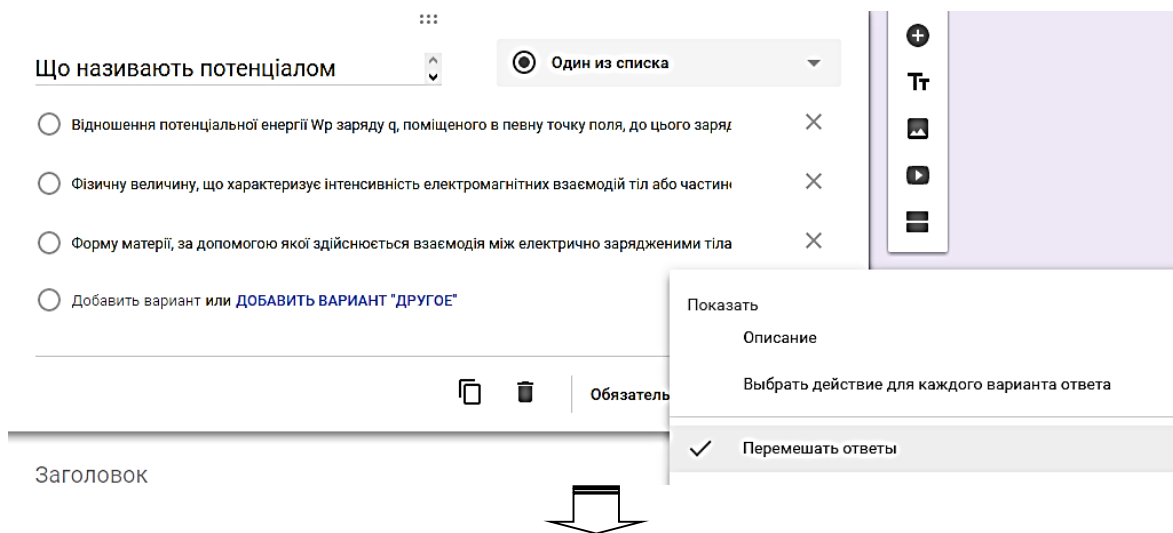 Що називають потенціалом
Один из списка
Tт
Відношення потенціальної енергії Wp заряду q, поміщеного в певну точку поля, до цього заряд
Фізичну величину, що характеризує інтенсивність електромагнітних взаємодій тіл або частино
Форму матерії, за допомогою якої здійснюється взаємодія між електрично зарядженими тіла
Добавить вариант или ДОБАВИТЬ ВАРИАНТ "ДРУГОЕ"
Показать
Описание
Выбрать действие для каждого варианта ответа
Обязатель
Перемешать ответы
Заголовок